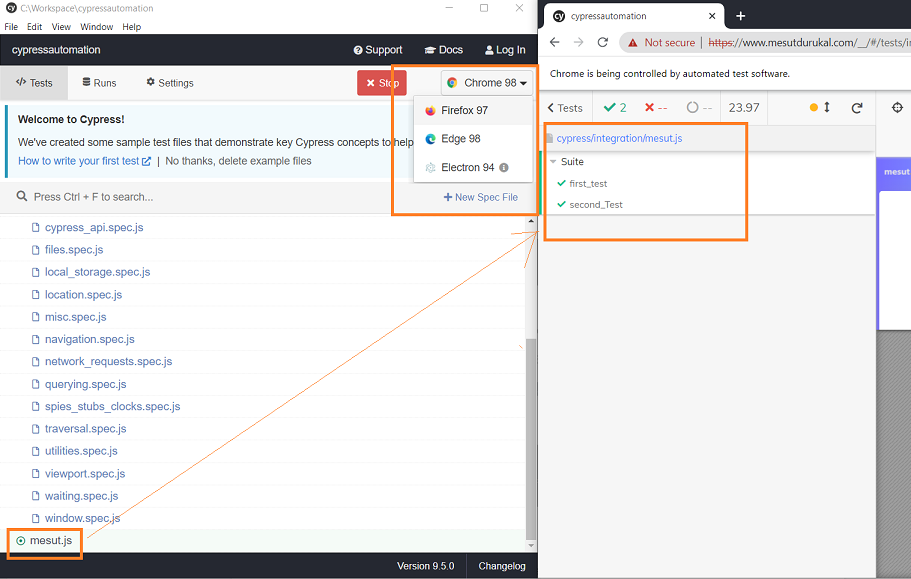 C:\Workspace\cypressautomation
File Edit View Window Help
cypressautomation
Support Docs Log In
Tests Runs Settings
Stop
Chrome 98
Firefox 97
Edge 98
Electron 94
Welcome to Cypress!
We've created some sample test files that demonstrate key Cypress concepts to help
How to write your first test | No thanks, delete example files
Press Ctrl + F to search...
New Spec File
cypress_api.spec.js
files.spec.js
local_storage.spec.js
location.spec.js
misc.spec.js
navigation.spec.js
network_requests.spec.js
querying.spec.js
spies_stubs_clocks.spec.js
traversal.spec.js
utilities.spec.js
viewport.spec.js
waiting.spec.js
window.spec.js
mesut.js
Version 9.5.0 Changelog
cy cypressautomation
Not secure | https://www.mesutdurukal.com/__/#/tests/in
Chrome is being controlled by automated test software.
Tests 2 -- -- 23.97
cypress/integration/mesut.js
Suite
first_test
second_Test
mesut